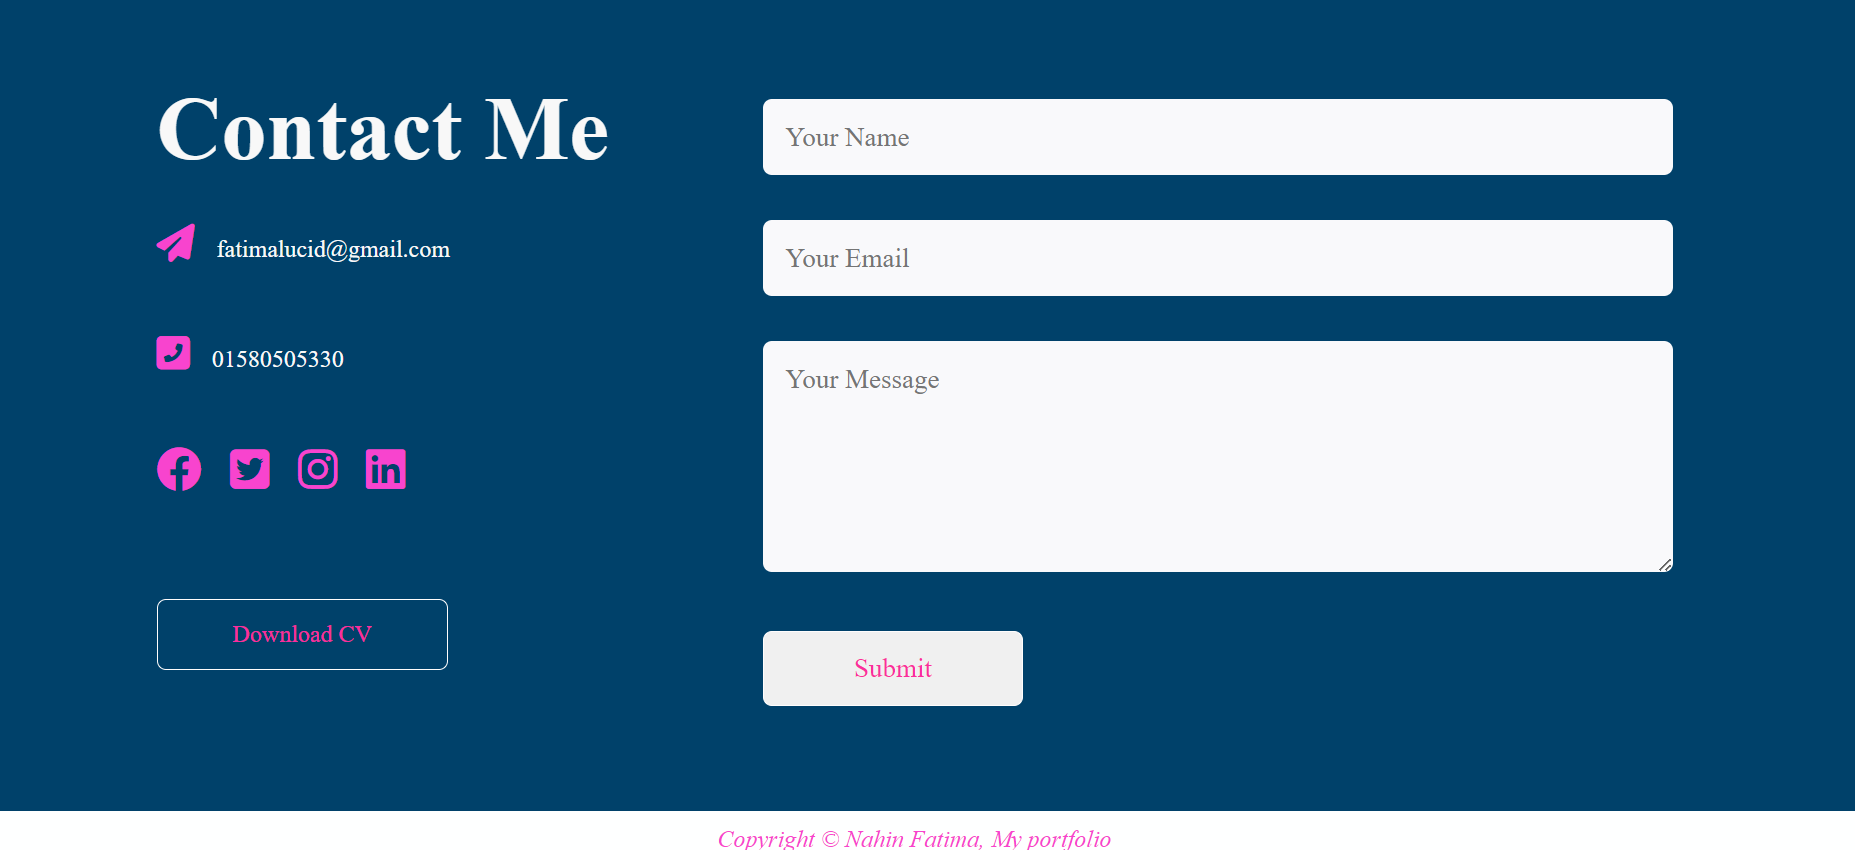 Contact Me
fatimalucid@gmail.com
01580505330
Download CV
Your Name
Your Email
Your Message
Submit
Copyright © Nahin Fatima, My portfolio